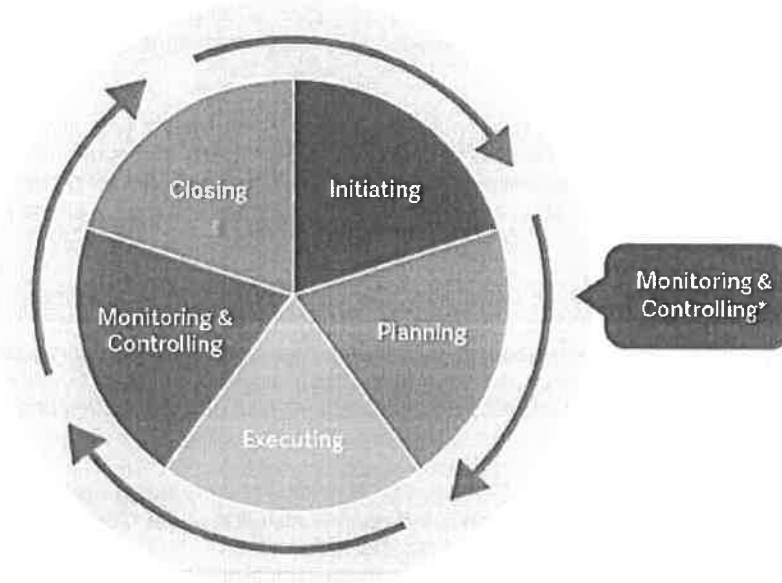 Closing
Initiating
Monitoring &
Controlling*
Monitoring &
Controlling
Planning
Executing